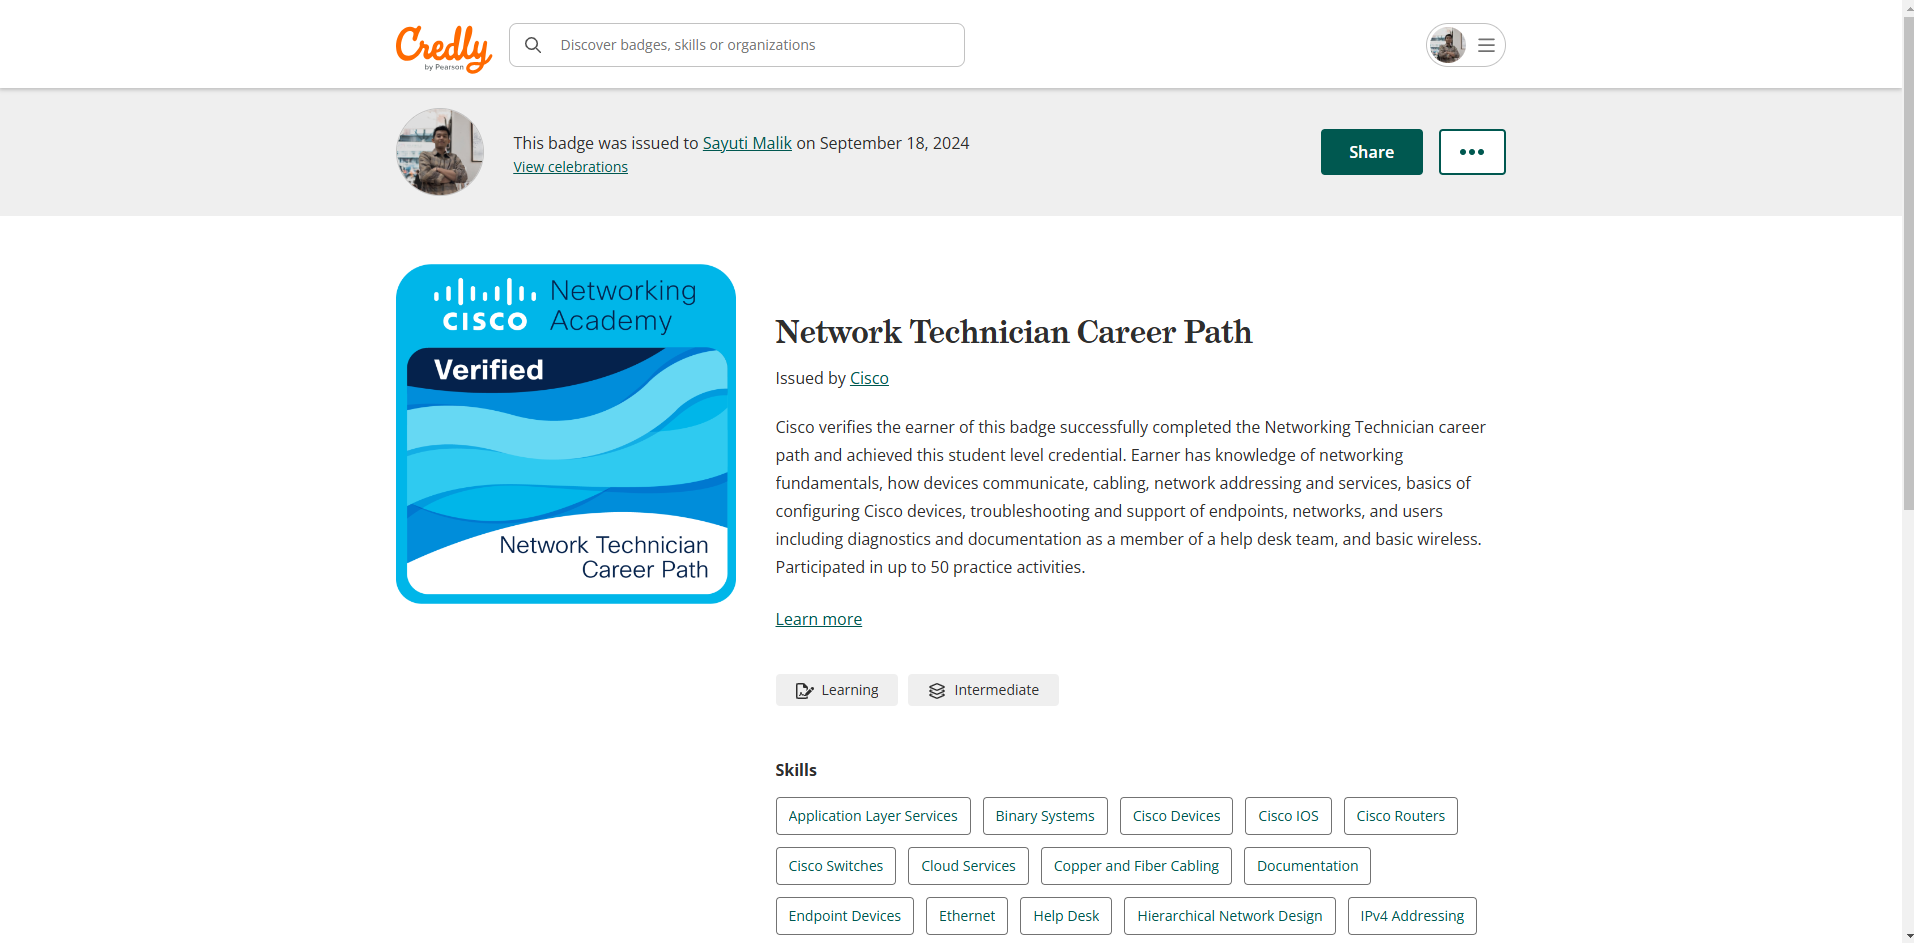 Credly
by Pearson
Discover badges, skills or organizations
This badge was issued to Sayuti Malik on September 18, 2024
View celebrations
Share
•••
CISCO Networking Academy
Verified
Network Technician
Career Path
Network Technician Career Path
Issued by Cisco
Cisco verifies the earner of this badge successfully completed the Networking Technician career
path and achieved this student level credential. Earner has knowledge of networking
fundamentals, how devices communicate, cabling, network addressing and services, basics of
configuring Cisco devices, troubleshooting and support of endpoints, networks, and users
including diagnostics and documentation as a member of a help desk team, and basic wireless.
Participated in up to 50 practice activities.
Learn more
Learning Intermediate
Skills
Application Layer Services Binary Systems Cisco Devices Cisco IOS Cisco Routers
Cisco Switches Cloud Services Copper and Fiber Cabling Documentation
Endpoint Devices Ethernet Help Desk Hierarchical Network Design IPv4 Addressing